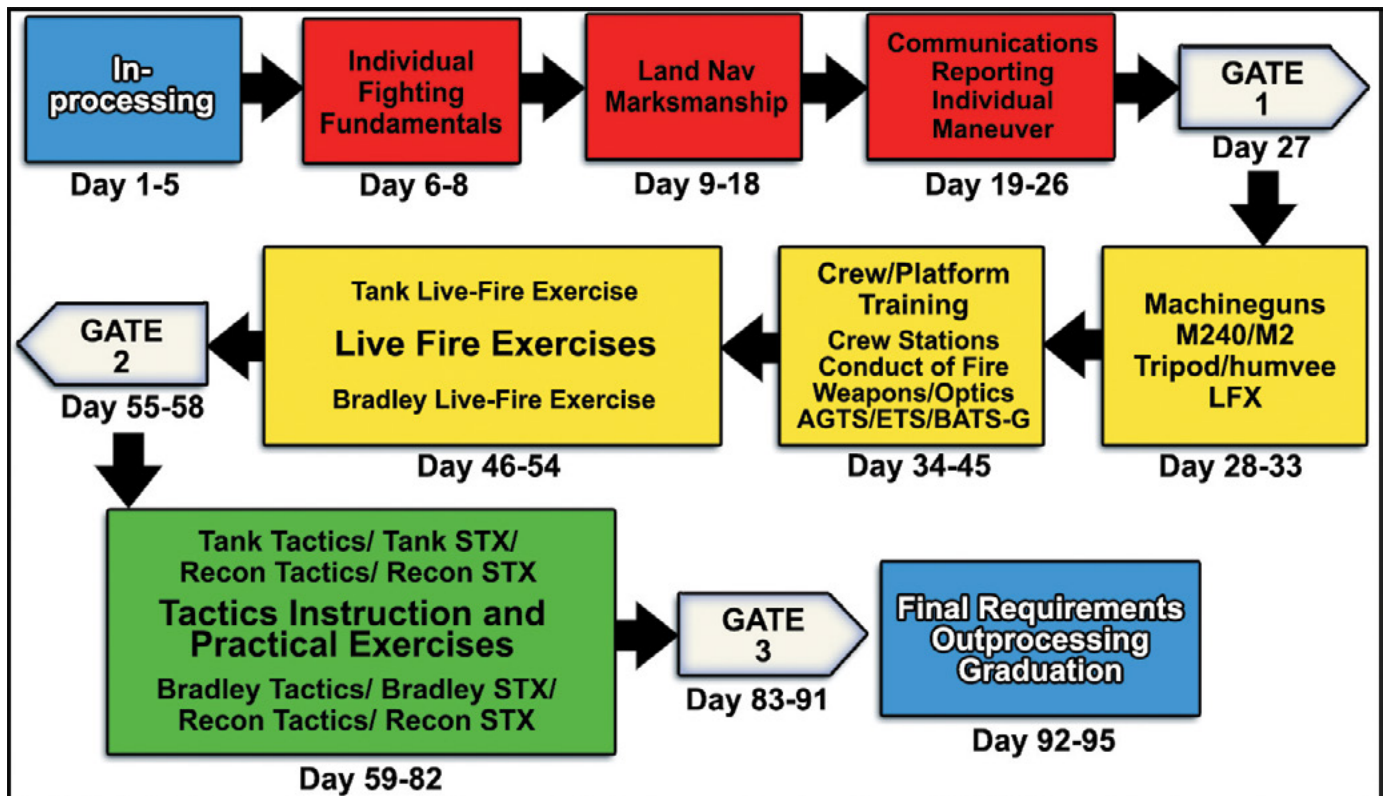 In-
processing
Day 1-5
Individual
Fighting
Fundamentals
Day 6-8
Land Nav
Marksmanship
Day 9-18
Communications
Reporting
Individual
Maneuver
Day 19-26
GATE
1
Day 27
Machineguns
M240/M2
Tripod/humvee
LFX
Day 28-33
Crew/Platform
Training
Crew Stations
Conduct of Fire
Weapons/Optics
AGTS/ETS/BATS-G
Day 34-45
Tank Live-Fire Exercise
Live Fire Exercises
Bradley Live-Fire Exercise
Day 46-54
GATE
2
Day 55-58
Tank Tactics/ Tank STX/
Recon Tactics/ Recon STX
Tactics Instruction and
Practical Exercises
Bradley Tactics/ Bradley STX/
Recon Tactics/ Recon STX
Day 59-82
GATE
3
Day 83-91
Final Requirements
Outprocessing
Graduation
Day 92-95